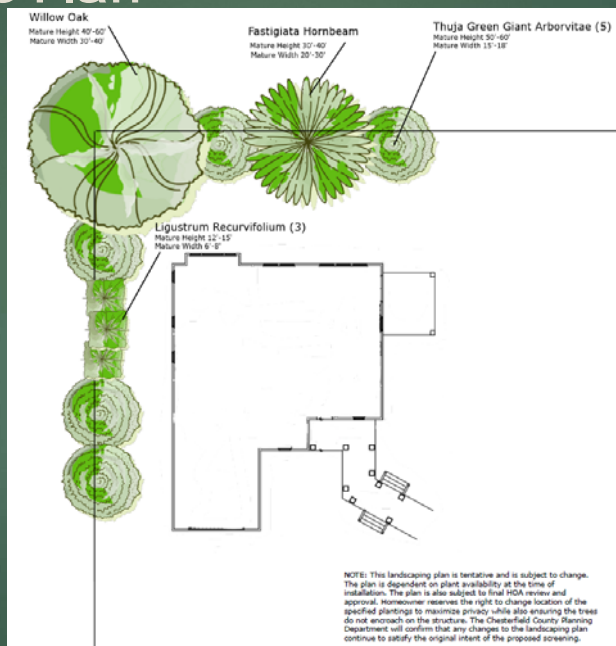 Plan
Willow Oak
Mature Height 40'-60'
Mature Width 30'-40'
Fastigiata Hornbeam
Mature Height 30'-40'
Mature Width 20'-30'
Thuja Green Giant Arborvitae (5)
Mature Height 50'-60'
Mature Width 15'-18'
Ligustrum Recurvifolium (3)
Mature Height 12'-15'
Mature Width 6'-8'
NOTE: This landscaping plan is tentative and is subject to change.
The plan is dependent on plant availability at the time of
installation. The plan is also subject to final HOA review and
approval. Homeowner reserves the right to change location of the
specified plantings to maximize privacy while also ensuring the trees
do not encroach on the structure. The Chesterfield County Planning
Department will confirm that any changes to the landscaping plan
continue to satisfy the original intent of the proposed screening.